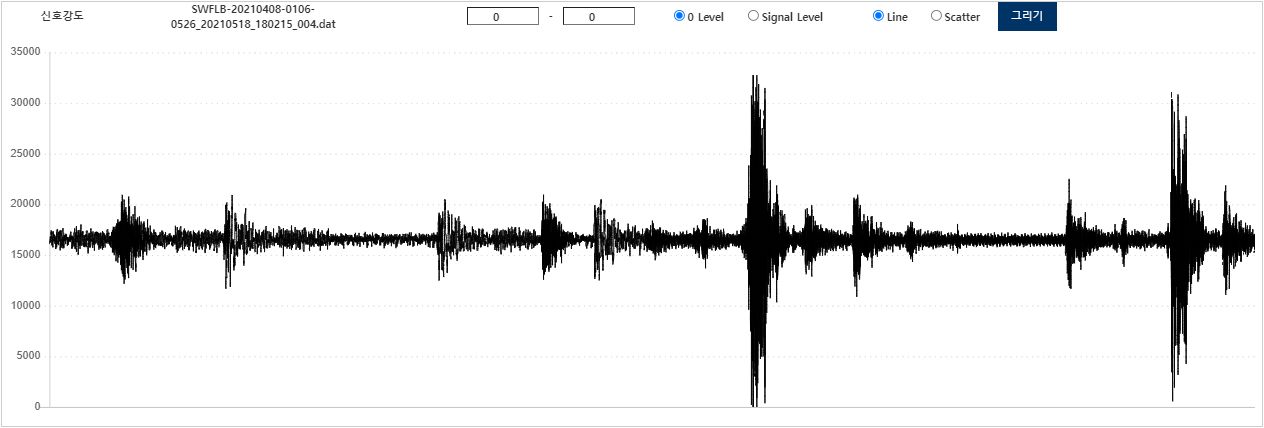 신호강도
SWFLB-20210408-0106-
0526_20210518_180215_004.dat
0 - 0
0 Level Signal Level
Line Scatter
그리기
35000
30000
25000
20000
15000
10000
5000
0